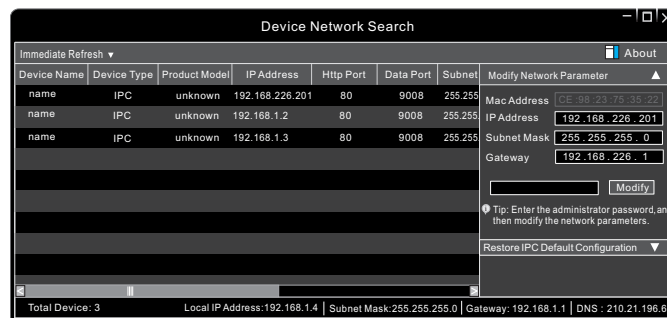 Device Network Search
Immediate Refresh ▼
About
Device Name Device Type Product Model IP Address Http Port Data Port Subnet
name IPC unknown 192.168.226.201 80 9008 255.255
name IPC unknown 192.168.1.2 80 9008 255.255.
name IPC unknown 192.168.1.3 80 9008 255.255.
Modify Network Parameter ▲
Mac Address CE :98 :23 :75 :35 :22
IP Address 192 .168 . 226 . 201
Subnet Mask 255 . 255 . 255 . 0
Gateway 192 .168 . 226 . 1
Modify
Tip: Enter the administrator password, an
then modify the network parameters.
Restore IPC Default Configuration ▼
Total Device: 3 Local IP Address:192.168.1.4 | Subnet Mask:255.255.255.0 | Gateway: 192.168.1.1 | DNS : 210.21.196.6